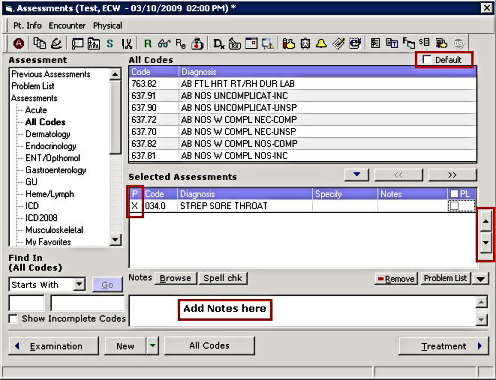 Assessments (Test, ECW - 03/10/2009 02:00 PM) *
Pt. Info Encounter Physical
S R Re Dx
Assessment
Previous Assessments
Problem List
Assessments
Acute
All Codes
Dermatology
Endocrinology
ENT/Opthomol
Gastroenterology
GU
Heme/Lymph
ICD
ICD2008
Musculoskeletal
My Favorites
Find In
(All Codes)
Starts With
Go
Show Incomplete Codes
All Codes
Default
Code Diagnosis
763.82 AB FTL HRT RT/RH DUR LAB
637.91 AB NOS UNCOMPLICAT-INC
637.90 AB NOS UNCOMPLICAT-UNSP
637.72 AB NOS W COMPL NEC-COMP
637.70 AB NOS W COMPL NEC-UNSP
637.82 AB NOS W COMPL NOS-COMP
637.81 AB NOS W COMPL NOS-INC
<< >>
Selected Assessments
P Code Diagnosis Specify Notes PL
X 034.0 STREP SORE THROAT
Notes Browse Spell chk Remove Problem List
Add Notes here
Examination New All Codes Treatment